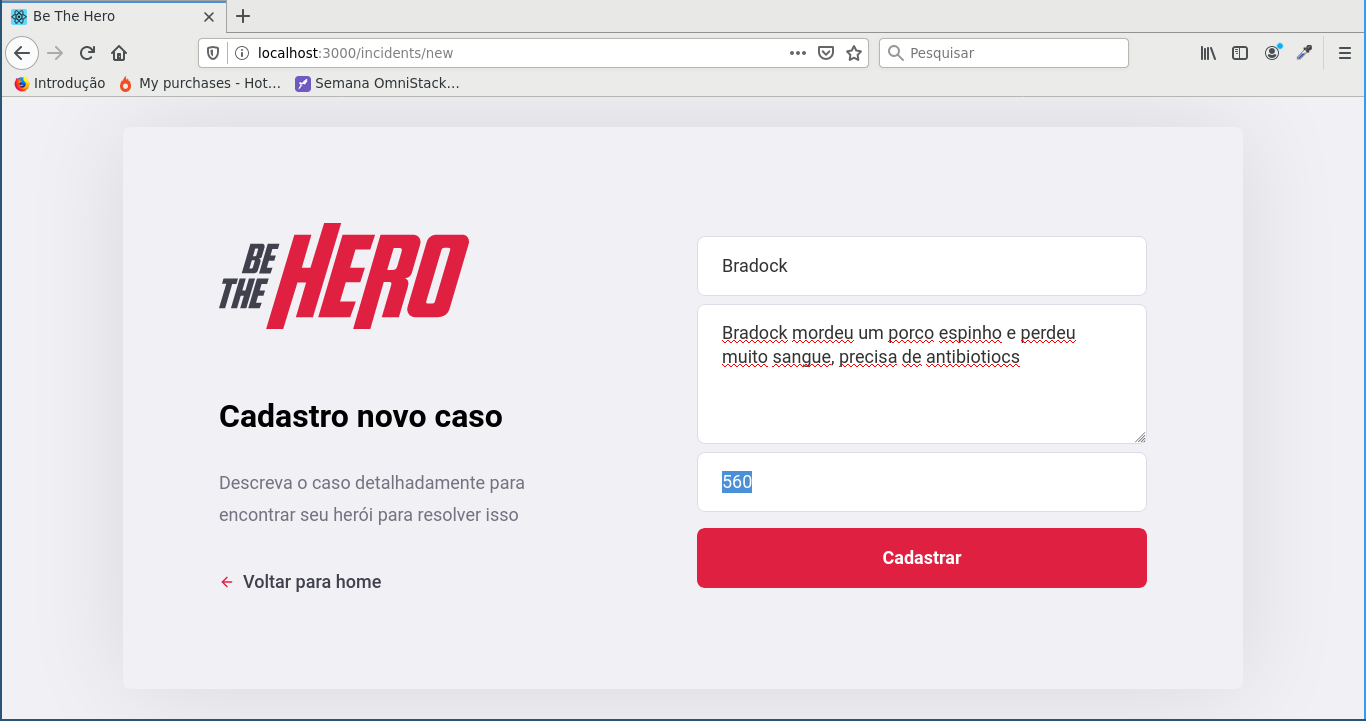 Be The Hero
localhost:3000/incidents/new
Pesquisar
Introdução
My purchases - Hot…
Semana OmniStack…
BE
THE
HERO
Cadastro novo caso
Descreva o caso detalhadamente para
encontrar seu herói para resolver isso
Voltar para home
Bradock
Bradock mordeu um porco espinho e perdeu
muito sangue, precisa de antibiotiocs
560
Cadastrar